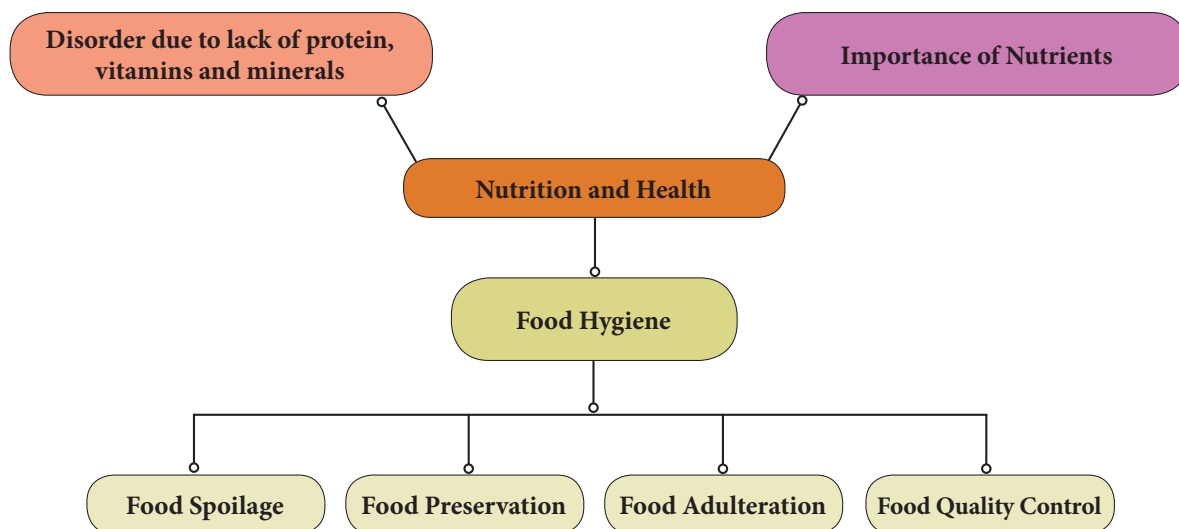 Disorder due to lack of protein,
vitamins and minerals
Importance of Nutrients
Nutrition and Health
Food Hygiene
Food Spoilage
Food Preservation
Food Adulteration
Food Quality Control